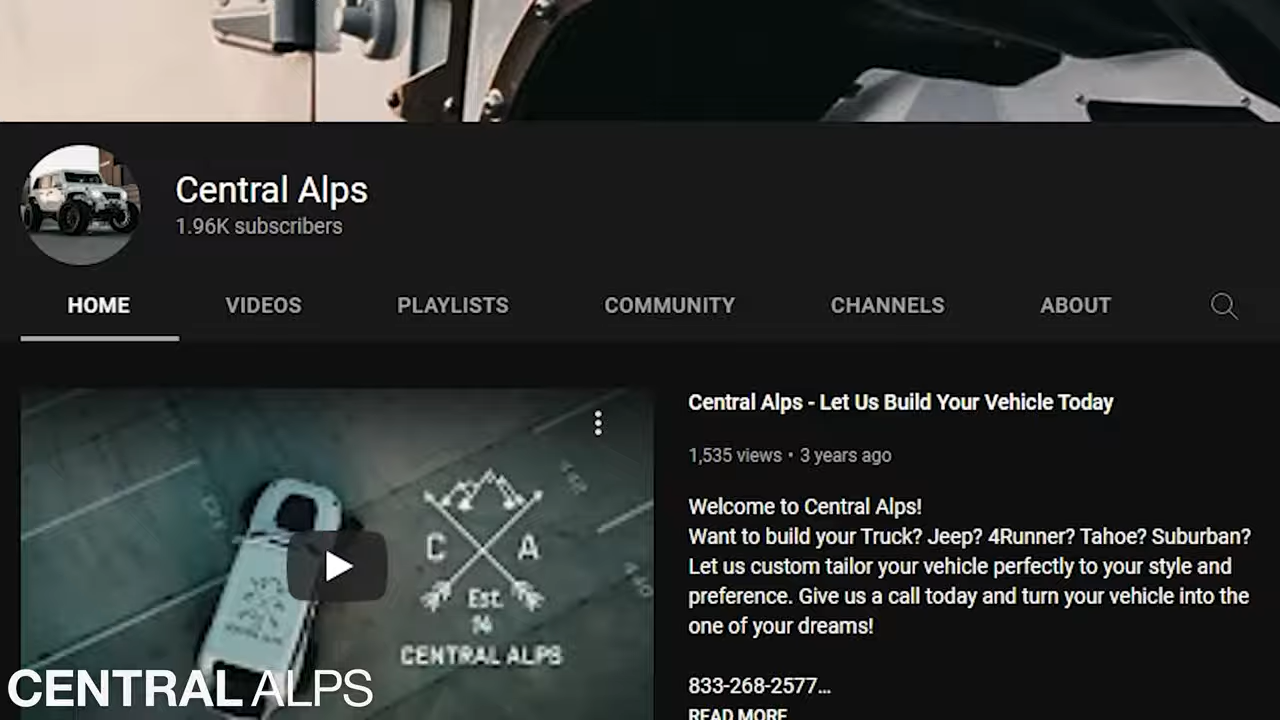 Central Alps
1.96K subscribers
HOME VIDEOS PLAYLISTS COMMUNITY CHANNELS ABOUT
Central Alps - Let Us Build Your Vehicle Today
1,535 views • 3 years ago
Welcome to Central Alps!
Want to build your Truck? Jeep? 4Runner? Tahoe? Suburban?
Let us custom tailor your vehicle perfectly to your style and
preference. Give us a call today and turn your vehicle into the
one of your dreams!
833-268-2577...
READ MORE
C A
Est.
14
CENTRAL ALPS
CENTRAL ALPS